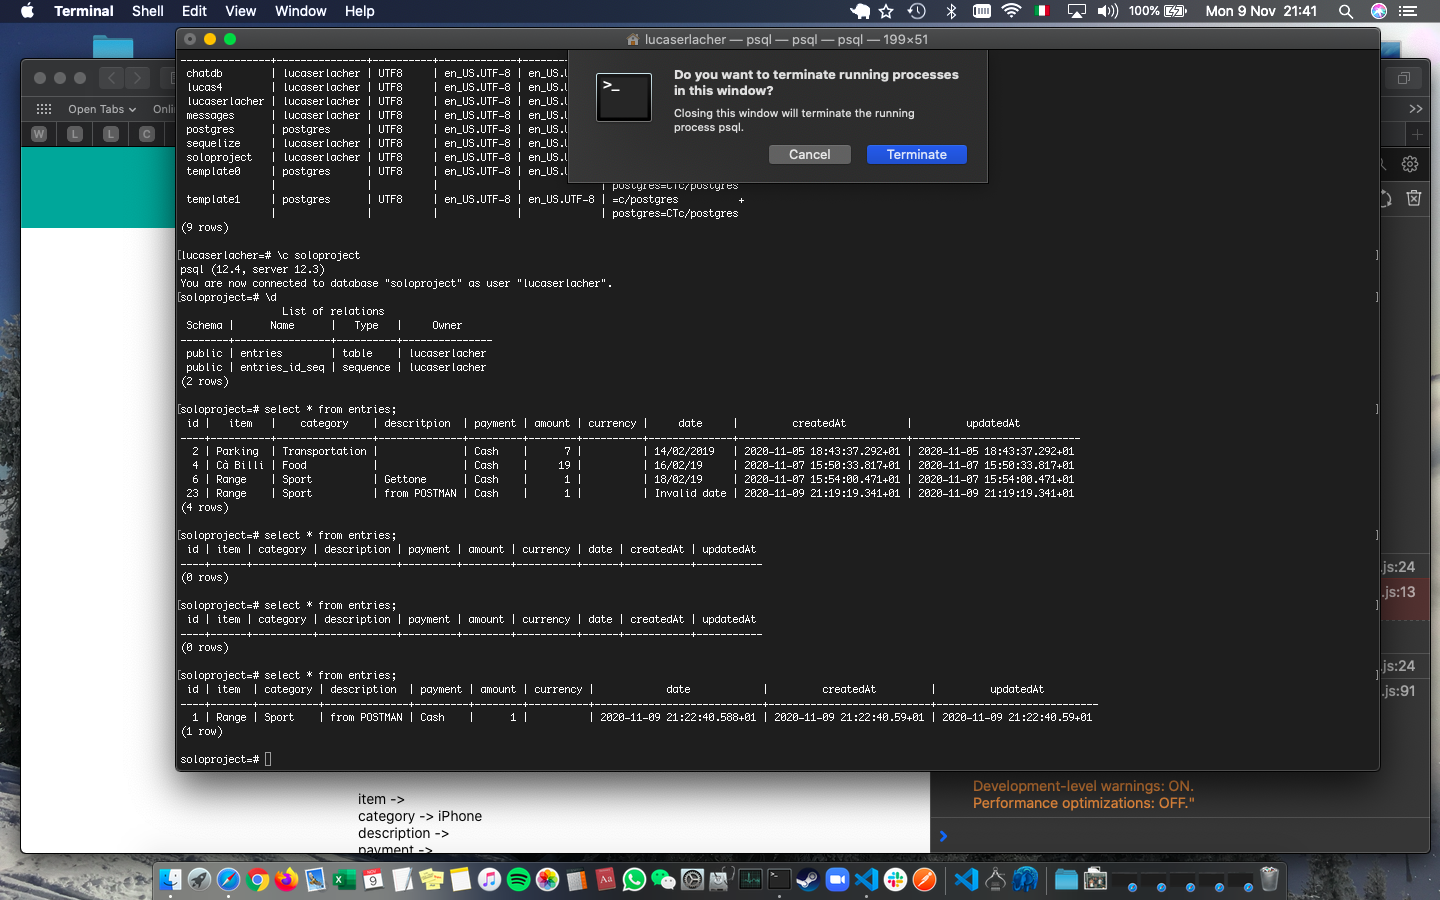 Terminal Shell Edit View Window Help 100% Mon 9 Nov 21:41
lucaserlacher — psql — psql — psql — 199×51
Open Tabs
W L L C
Do you want to terminate running processes
in this window?
Closing this window will terminate the running
process psql.
Cancel Terminate
---------------+--------------+----------+-------------+-------------+-----------------------
chatdb | lucaserlacher | UTF8 | en_US.UTF-8 |
lucas4 | lucaserlacher | UTF8 | en_US.UTF-8 |
lucaserlacher | lucaserlacher | UTF8 | en_US.UTF-8 |
messages | lucaserlacher | UTF8 | en_US.UTF-8 |
postgres | postgres | UTF8 | en_US.UTF-8 |
sequelize | lucaserlacher | UTF8 | en_US.UTF-8 |
soloproject | lucaserlacher | UTF8 | en_US.UTF-8 |
template0 | postgres | UTF8 | en_US.UTF-8 |
| | | | | postgres=CTc/postgres
template1 | postgres | UTF8 | en_US.UTF-8 | en_US.UTF-8 | =c/postgres +
| | | | | postgres=CTc/postgres
(9 rows)
[lucaserlacher=# \c soloproject ]
psql (12.4, server 12.3)
You are now connected to database "soloproject" as user "lucaserlacher".
[soloproject=# \d ]
List of relations
Schema | Name | Type | Owner
--------+----------------+----------+---------------
public | entries | table | lucaserlacher
public | entries_id_seq | sequence | lucaserlacher
(2 rows)
[soloproject=# select * from entries; ]
id | item | category | descritpion | payment | amount | currency | date | createdAt | updatedAt
----+----------+----------------+--------------+---------+--------+----------+--------------+----------------------------+----------------------------
2 | Parking | Transportation | | Cash | 7 | | 14/02/2019 | 2020-11-05 18:43:37.292+01 | 2020-11-05 18:43:37.292+01
4 | Cà Billi | Food | | Cash | 19 | | 16/02/19 | 2020-11-07 15:50:33.817+01 | 2020-11-07 15:50:33.817+01
6 | Range | Sport | Gettone | Cash | 1 | | 18/02/19 | 2020-11-07 15:54:00.471+01 | 2020-11-07 15:54:00.471+01
23 | Range | Sport | from POSTMAN | Cash | 1 | | Invalid date | 2020-11-09 21:19:19.341+01 | 2020-11-09 21:19:19.341+01
(4 rows)
[soloproject=# select * from entries; ]
id | item | category | description | payment | amount | currency | date | createdAt | updatedAt
----+------+----------+-------------+---------+--------+----------+------+-----------+-----------
(0 rows)
[soloproject=# select * from entries; ]
id | item | category | description | payment | amount | currency | date | createdAt | updatedAt
----+------+----------+-------------+---------+--------+----------+------+-----------+-----------
(0 rows)
[soloproject=# select * from entries; ]
id | item | category | description | payment | amount | currency | date | createdAt | updatedAt
----+-------+----------+--------------+---------+--------+----------+----------------------------+---------------------------+---------------------------
1 | Range | Sport | from POSTMAN | Cash | 1 | | 2020-11-09 21:22:40.588+01 | 2020-11-09 21:22:40.59+01 | 2020-11-09 21:22:40.59+01
(1 row)
soloproject=#
.js:24
.js:13
.js:24
.js:91
item ->
category -> iPhone
description ->
payment ->
Development-level warnings: ON.
Performance optimizations: OFF."
NOV
9